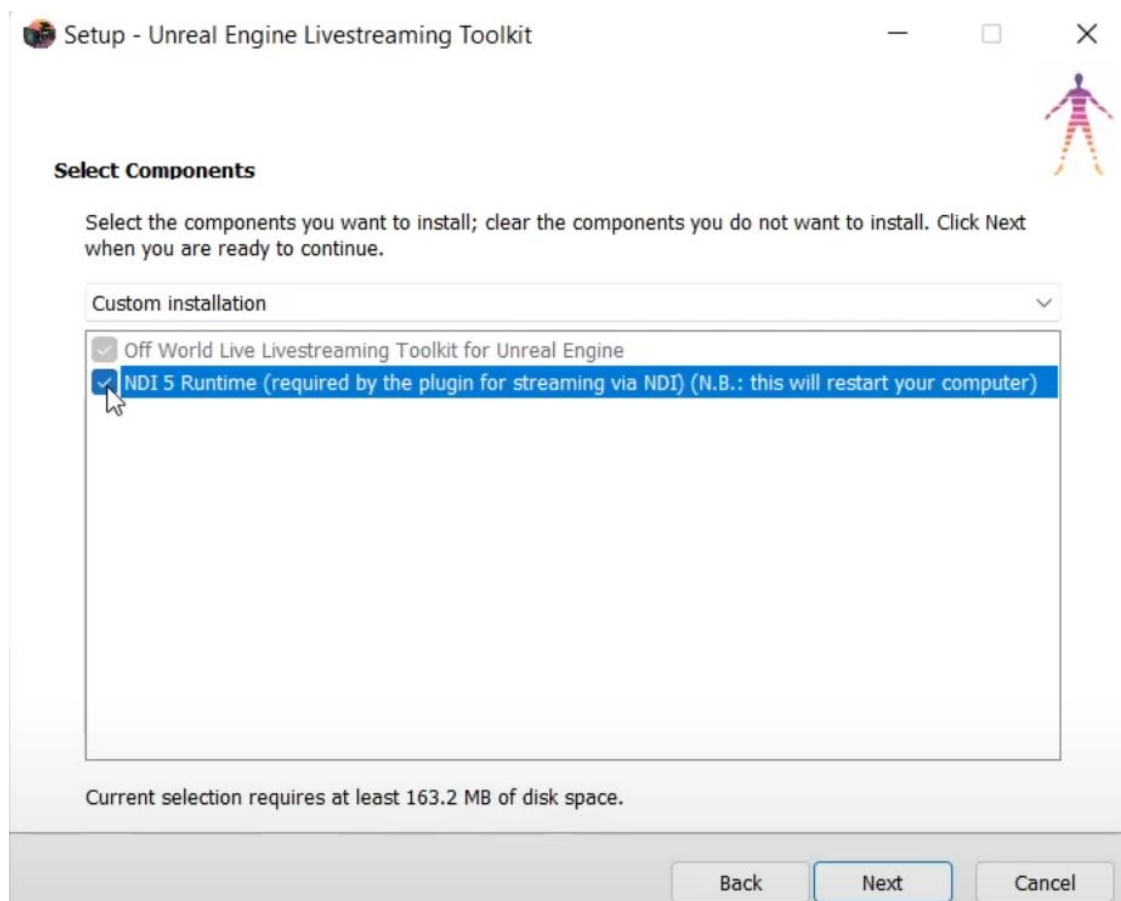 Setup - Unreal Engine Livestreaming Toolkit
Select Components
Select the components you want to install; clear the components you do not want to install. Click Next
when you are ready to continue.
Custom installation
Off World Live Livestreaming Toolkit for Unreal Engine
NDI 5 Runtime (required by the plugin for streaming via NDI) (N.B.: this will restart your computer)
Current selection requires at least 163.2 MB of disk space.
Back Next Cancel